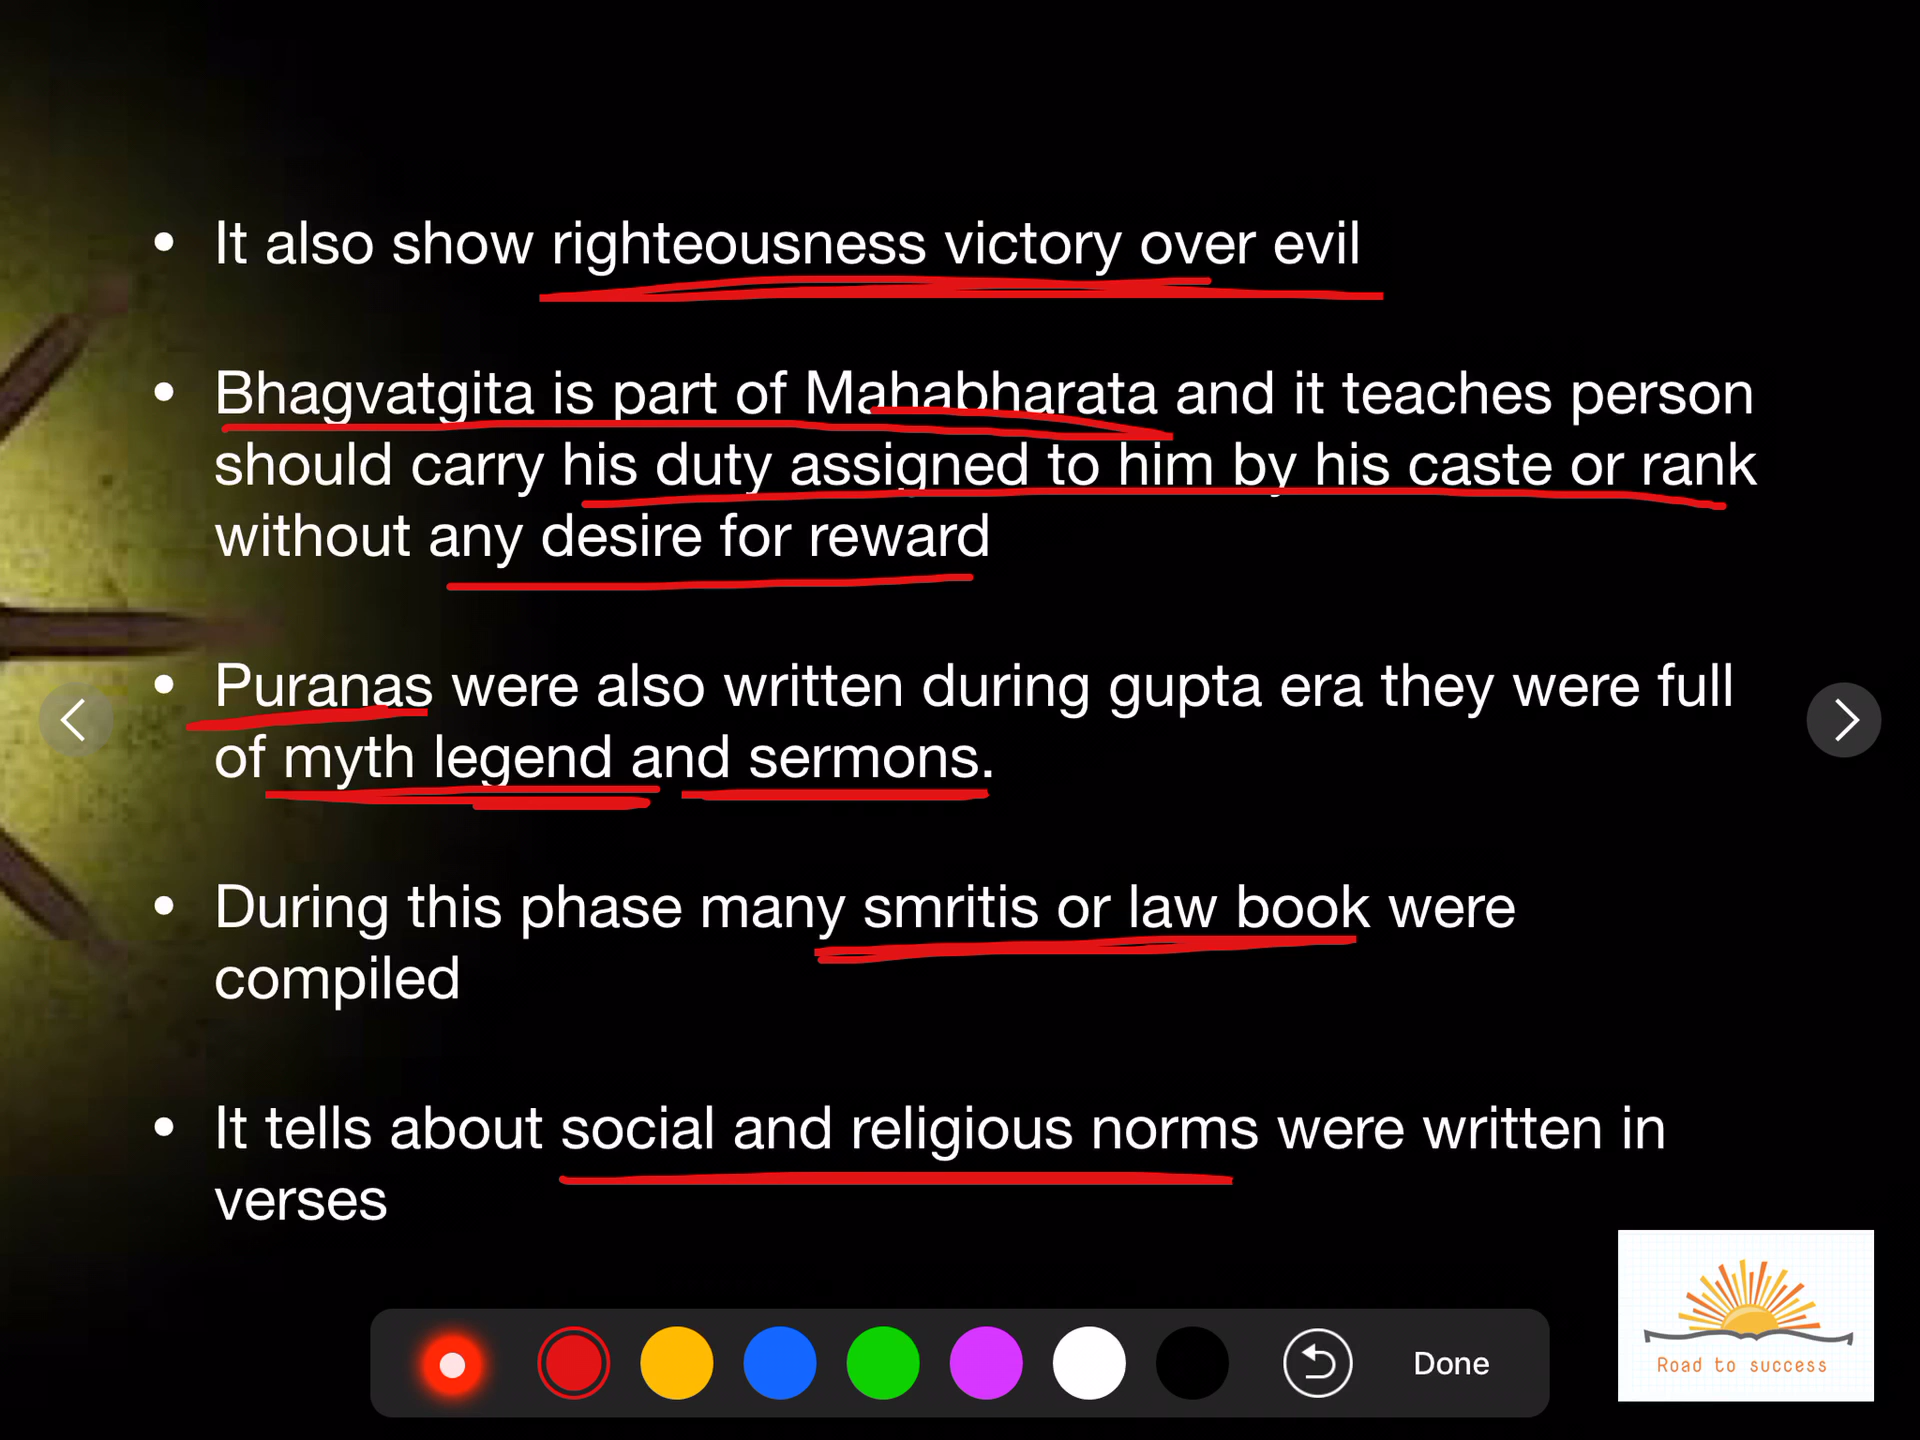 • It also show righteousness victory over evil
• Bhagvatgita is part of Mahabharata and it teaches person
should carry his duty assigned to him by his caste or rank
without any desire for reward
• Puranas were also written during gupta era they were full
of myth legend and sermons.
• During this phase many smritis or law book were
compiled
• It tells about social and religious norms were written in
verses
Done
Road to success